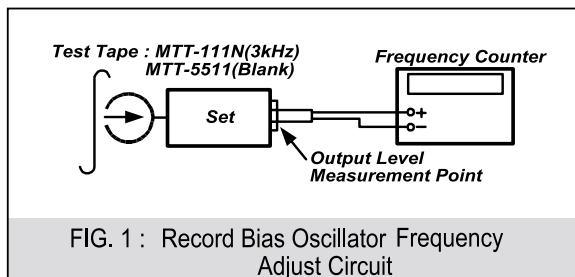 Test Tape : MTT-111N(3kHz)
MTT-5511(Blank)
Frequency Counter
Set
+
−
Output Level
Measurement Point
FIG. 1 : Record Bias Oscillator Frequency
Adjust Circuit